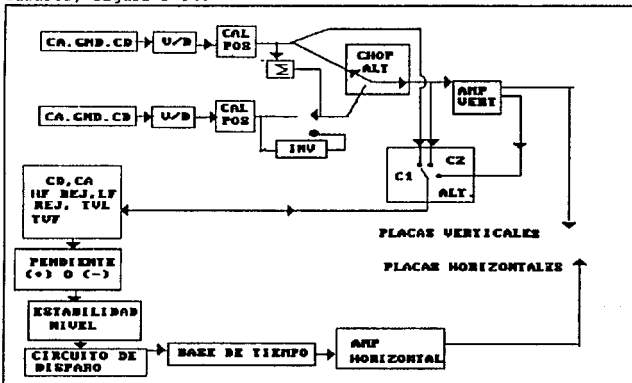 CAL
CA.GND.CD
V/D
POS
CHOP
ALT
Σ
AMP
VERT
CAL
CA.GND.CD
V/D
POS
INV
C2
C1
ALT.
CD,CA
HF REJ.LF
REJ. TVL
TVF
PLACAS VERTICALES
PLACAS HORIZONTALES
PENDIENTE
(+) O (-)
ESTABILIDAD
NIVEL
CIRCUITO DE
DISPARO
BASE DE TIEMPO
AMP
HORIZONTAL